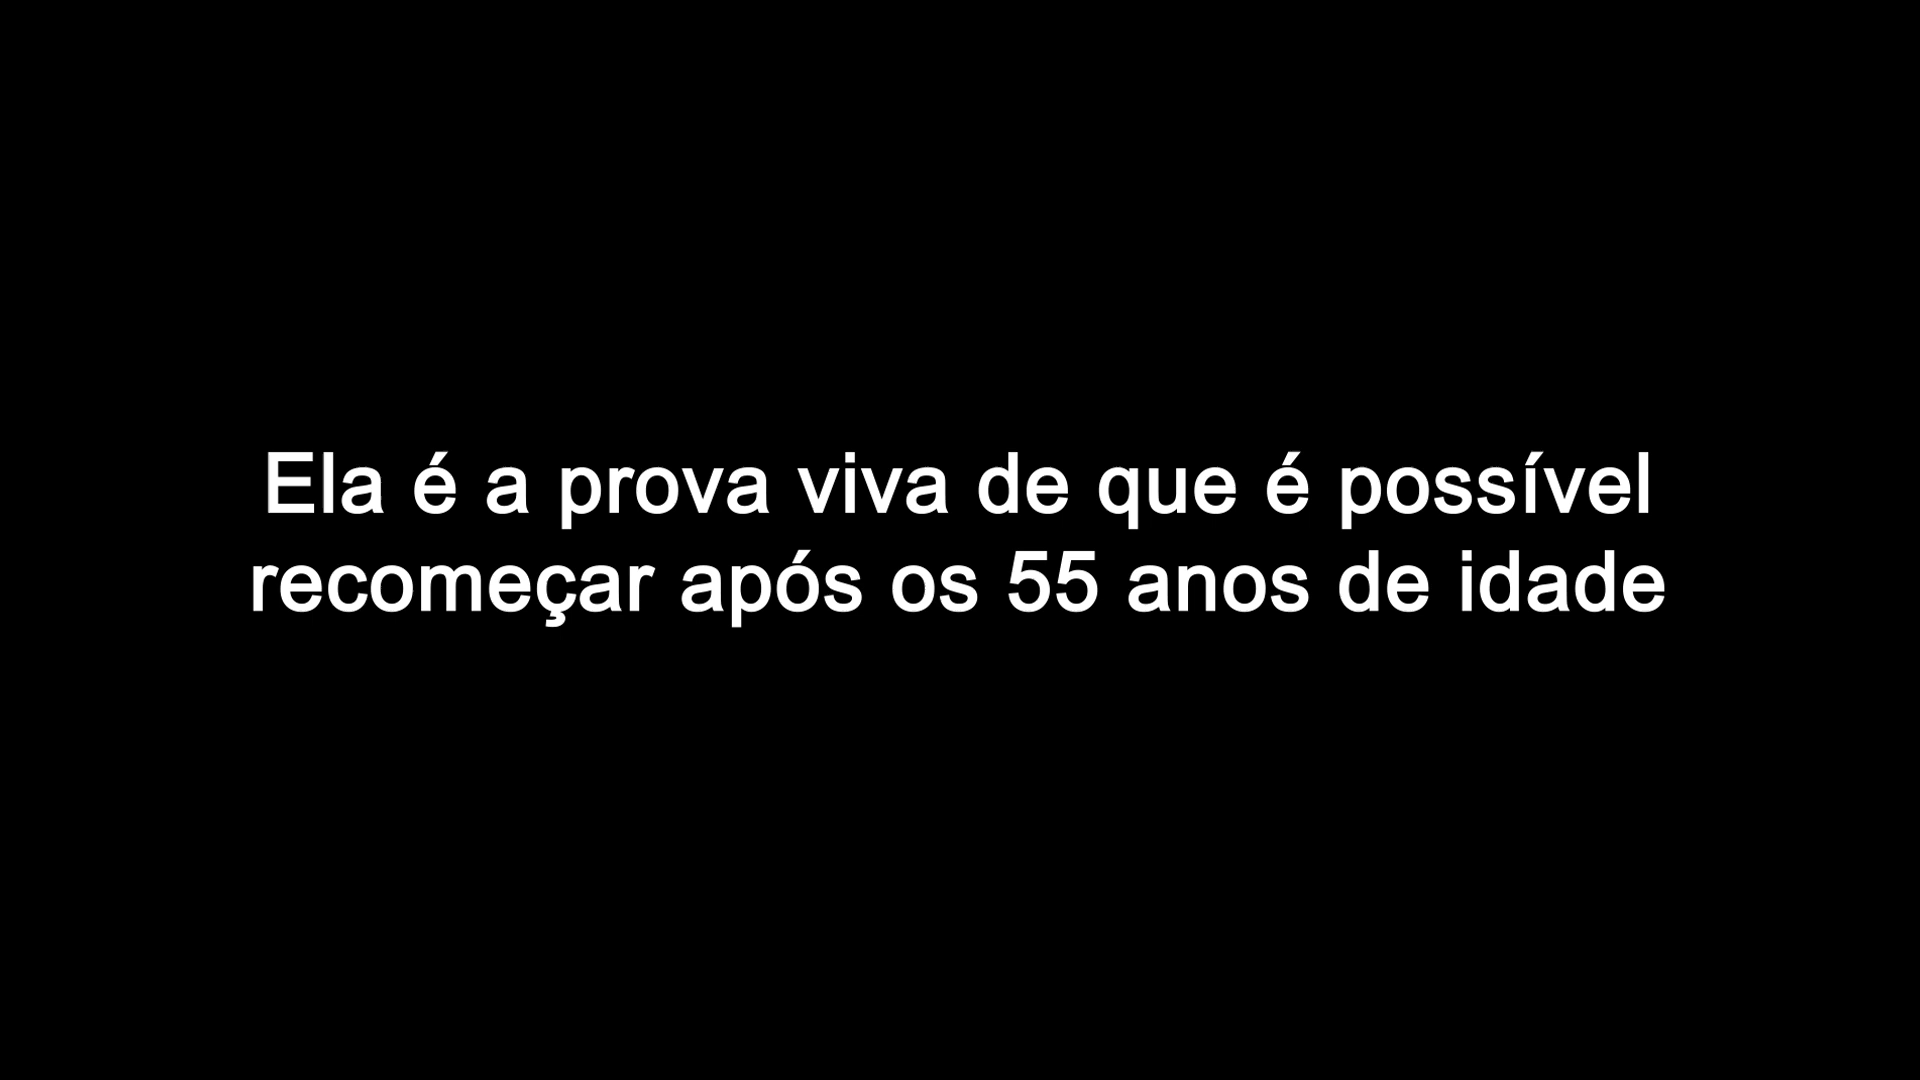 Ela é a prova viva de que é possível
recomeçar após os 55 anos de idade